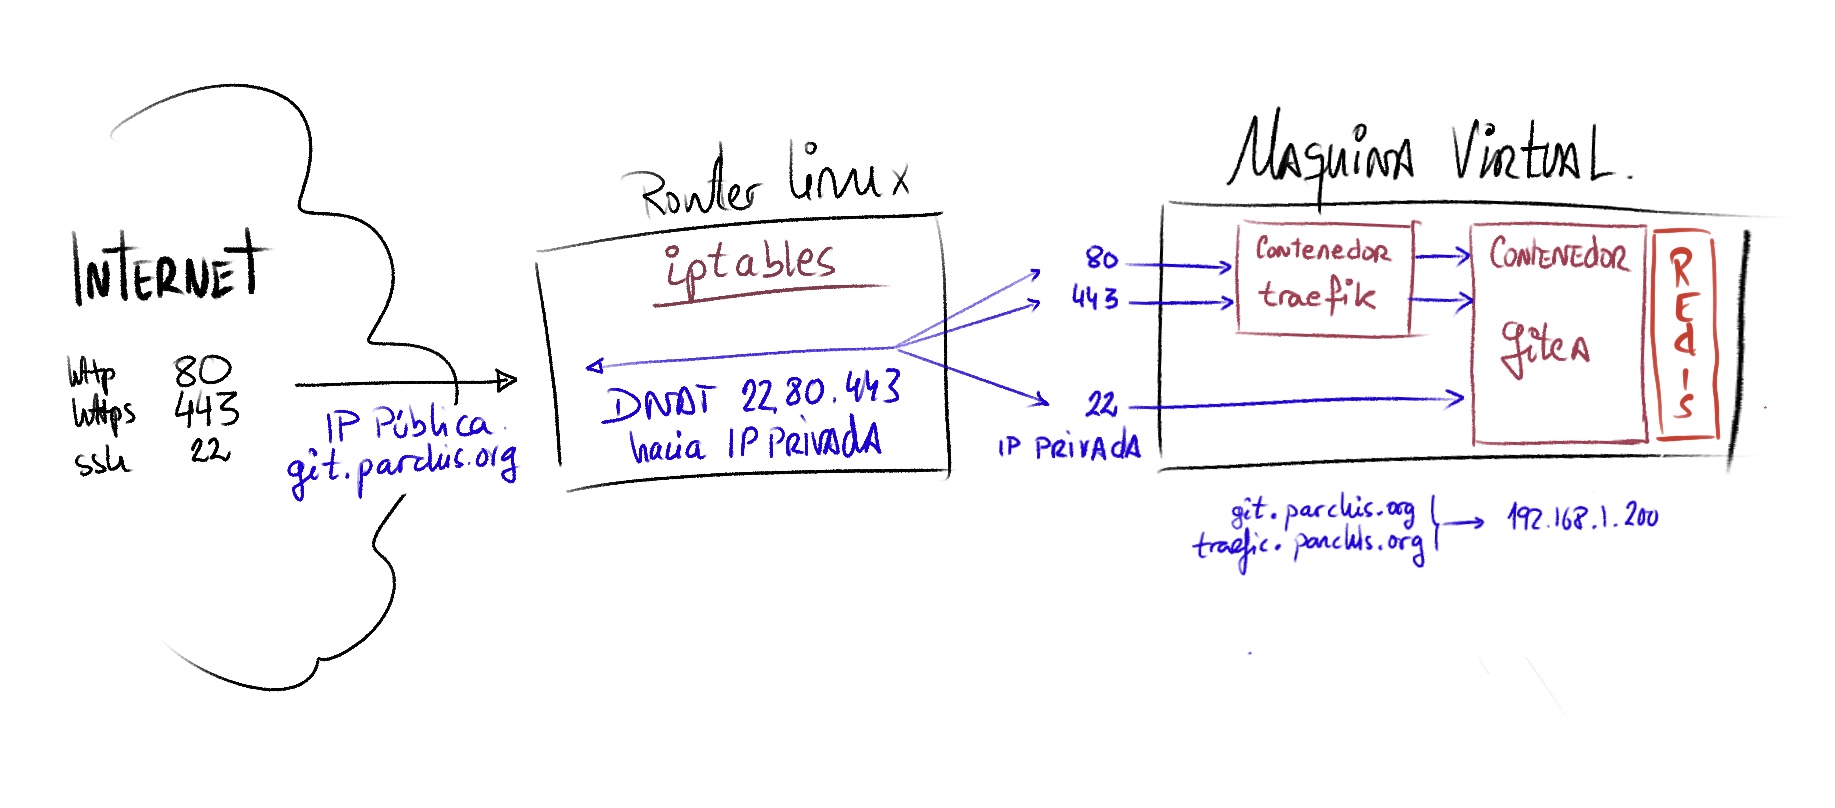 INTERNET
http 80
https 443
ssh 22
IP Pública
git.parchis.org
Router linux
iptables
DNAT 22,80.443
hacia IP PRIVADA
80
443
22
IP PRIVADA
MAQUINA VIRTUAL.
Contenedor
traefik
CONTENEDOR
gitea
REdiS
git.parchis.org
traefic.parchis.org
192.168.1.200